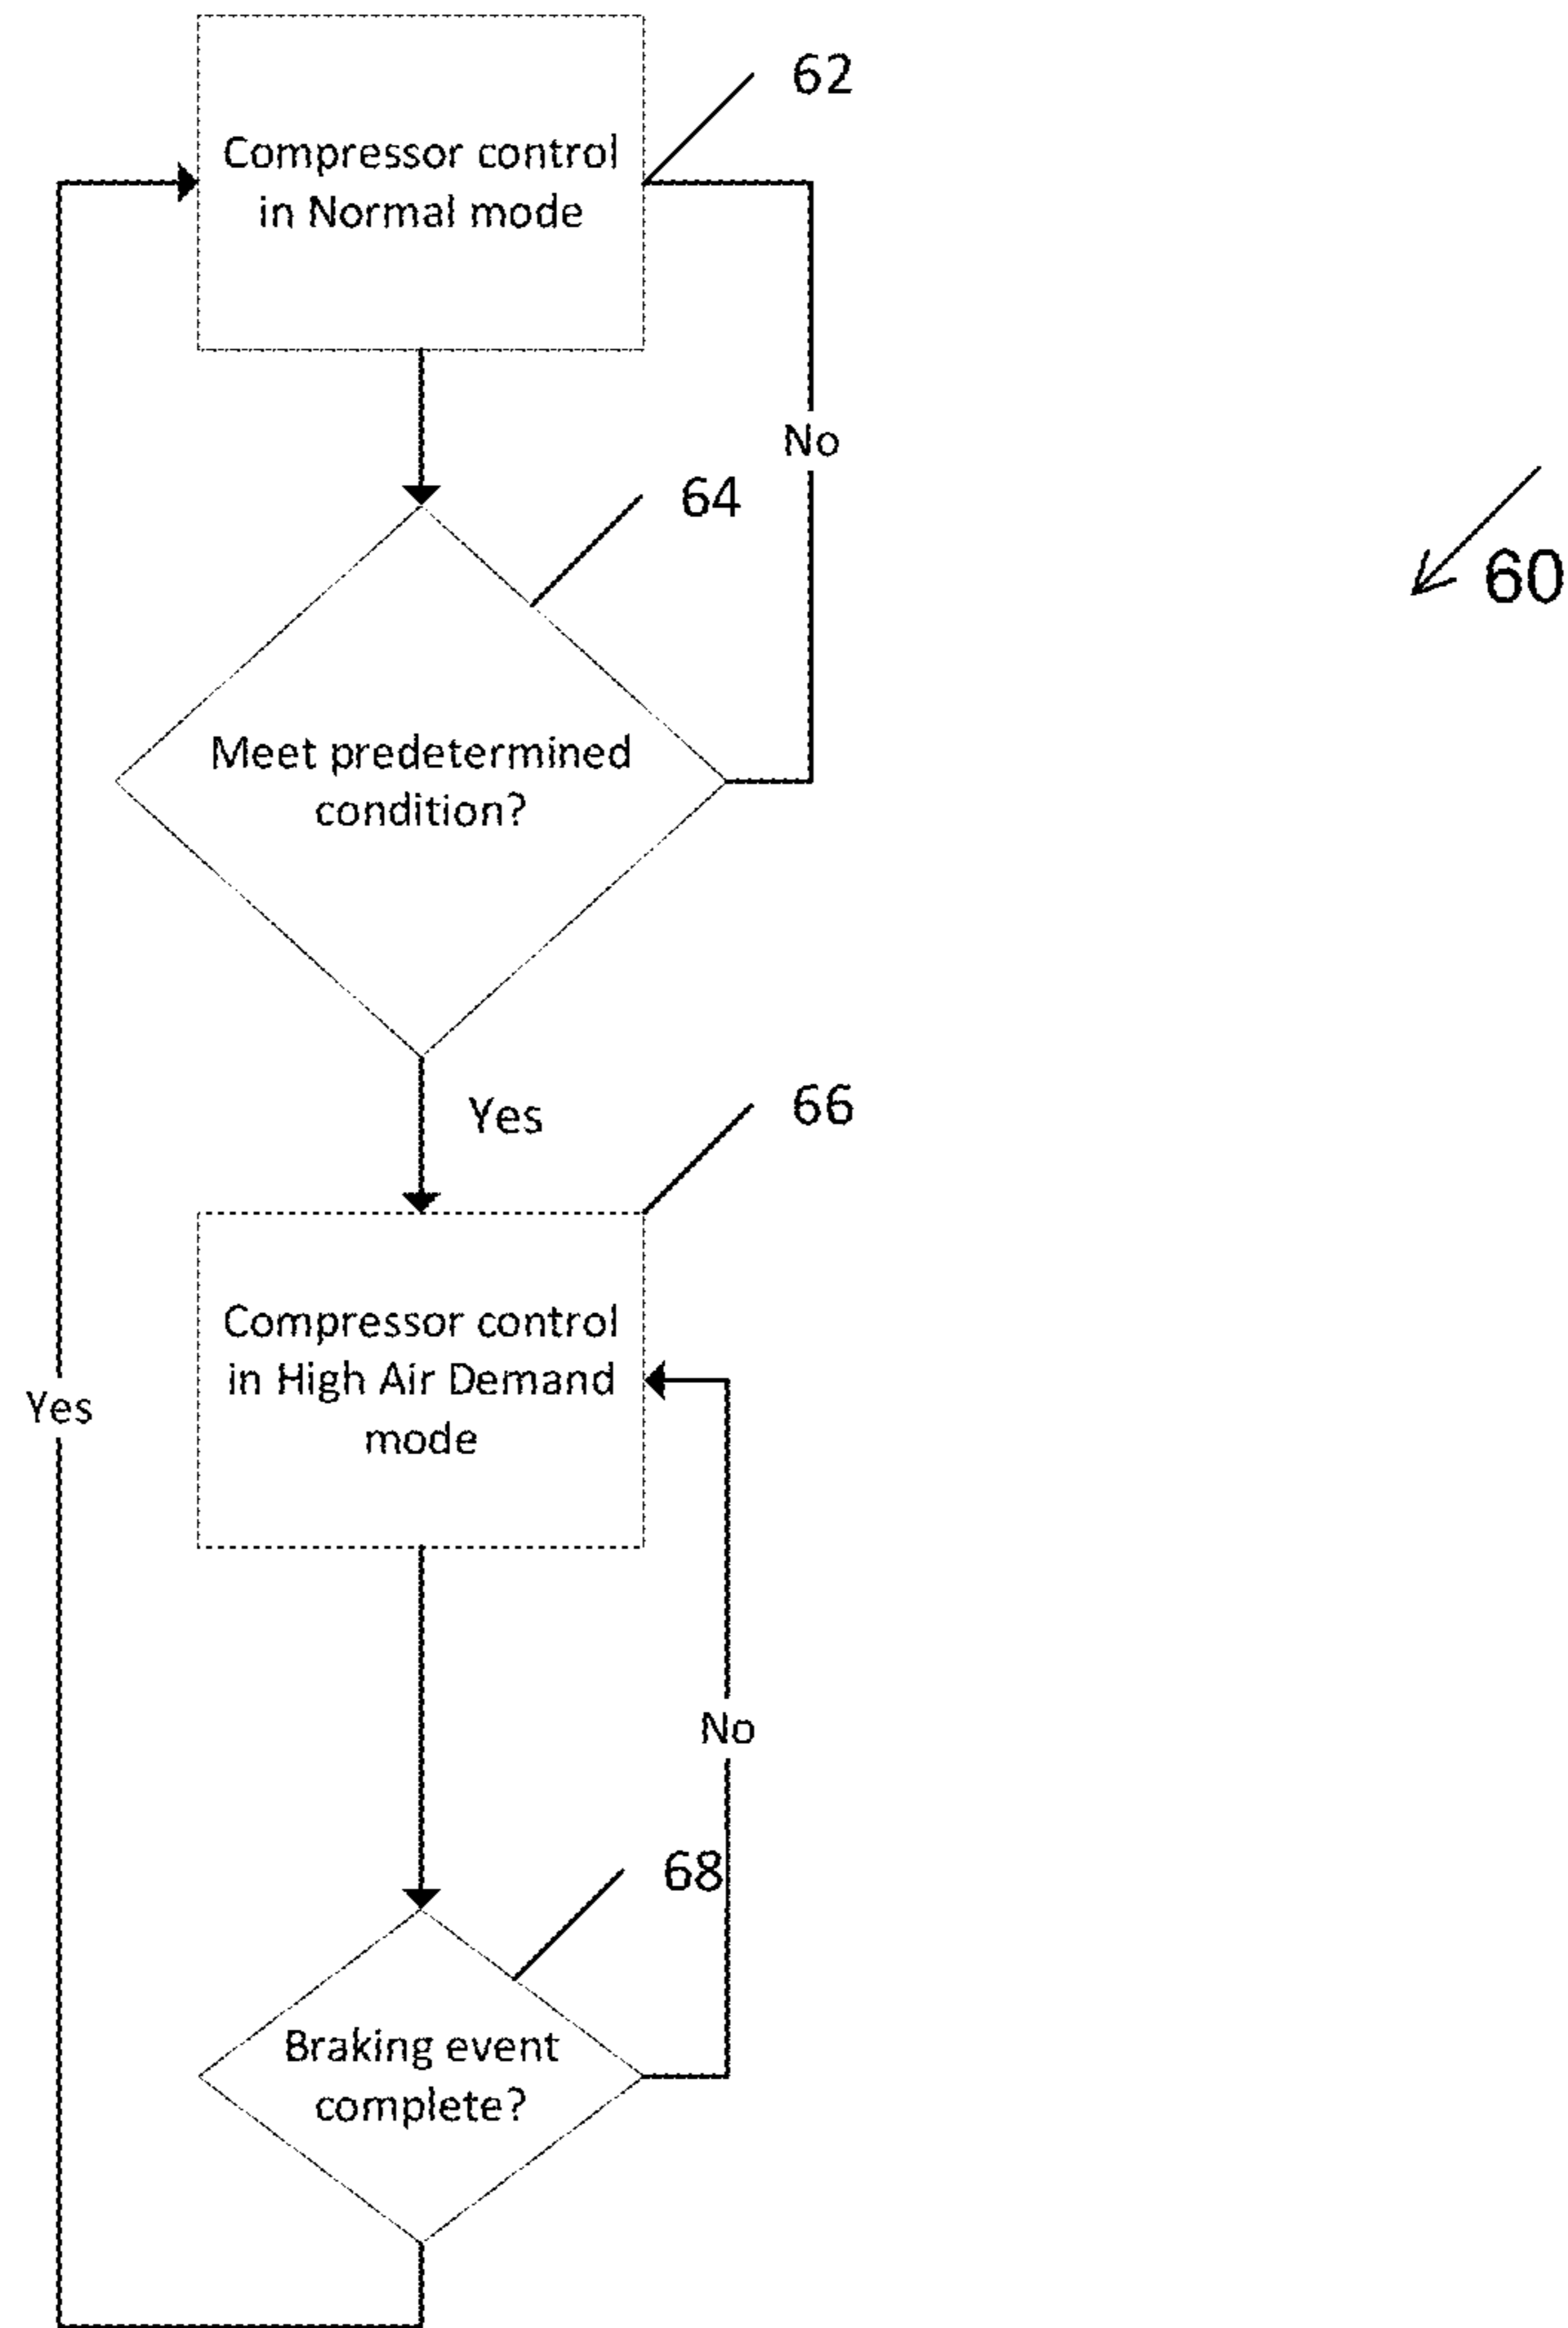 62
Compressor control
in Normal mode
No
64
60
Meet predetermined
condition?
Yes
66
Compressor control
in High Air Demand
mode
Yes
No
68
Braking event
complete?